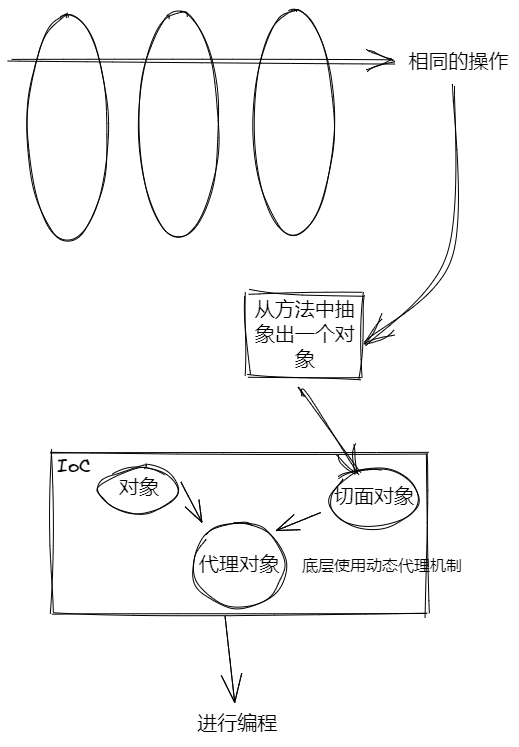 相同的操作
从方法中抽
象出一个对
象
IoC
对象
切面对象
代理对象
底层使用动态代理机制
进行编程